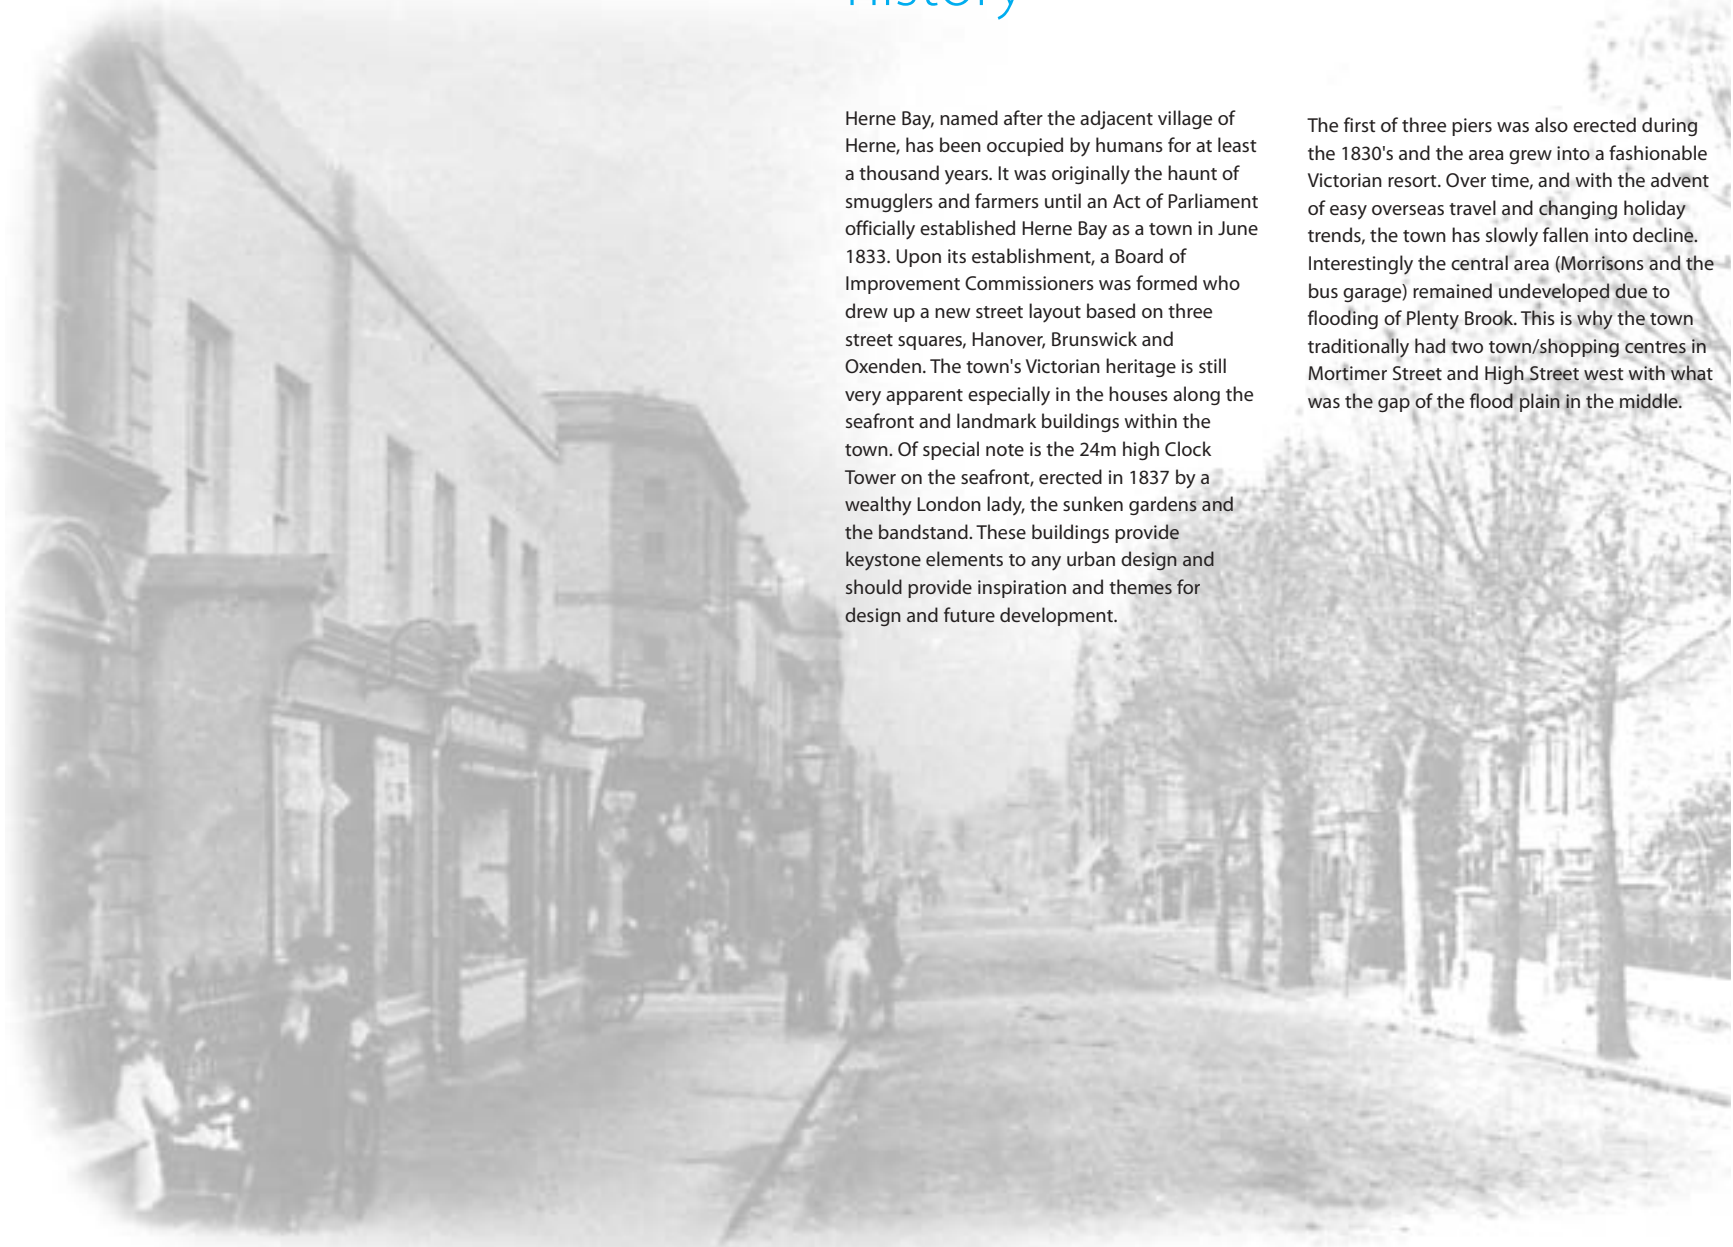 History
Herne Bay, named after the adjacent village of
Herne, has been occupied by humans for at least
a thousand years. It was originally the haunt of
smugglers and farmers until an Act of Parliament
officially established Herne Bay as a town in June
1833. Upon its establishment, a Board of
Improvement Commissioners was formed who
drew up a new street layout based on three
street squares, Hanover, Brunswick and
Oxenden. The town's Victorian heritage is still
very apparent especially in the houses along the
seafront and landmark buildings within the
town. Of special note is the 24m high Clock
Tower on the seafront, erected in 1837 by a
wealthy London lady, the sunken gardens and
the bandstand. These buildings provide
keystone elements to any urban design and
should provide inspiration and themes for
design and future development.
The first of three piers was also erected during
the 1830's and the area grew into a fashionable
Victorian resort. Over time, and with the advent
of easy overseas travel and changing holiday
trends, the town has slowly fallen into decline.
Interestingly the central area (Morrisons and the
bus garage) remained undeveloped due to
flooding of Plenty Brook. This is why the town
traditionally had two town/shopping centres in
Mortimer Street and High Street west with what
was the gap of the flood plain in the middle.